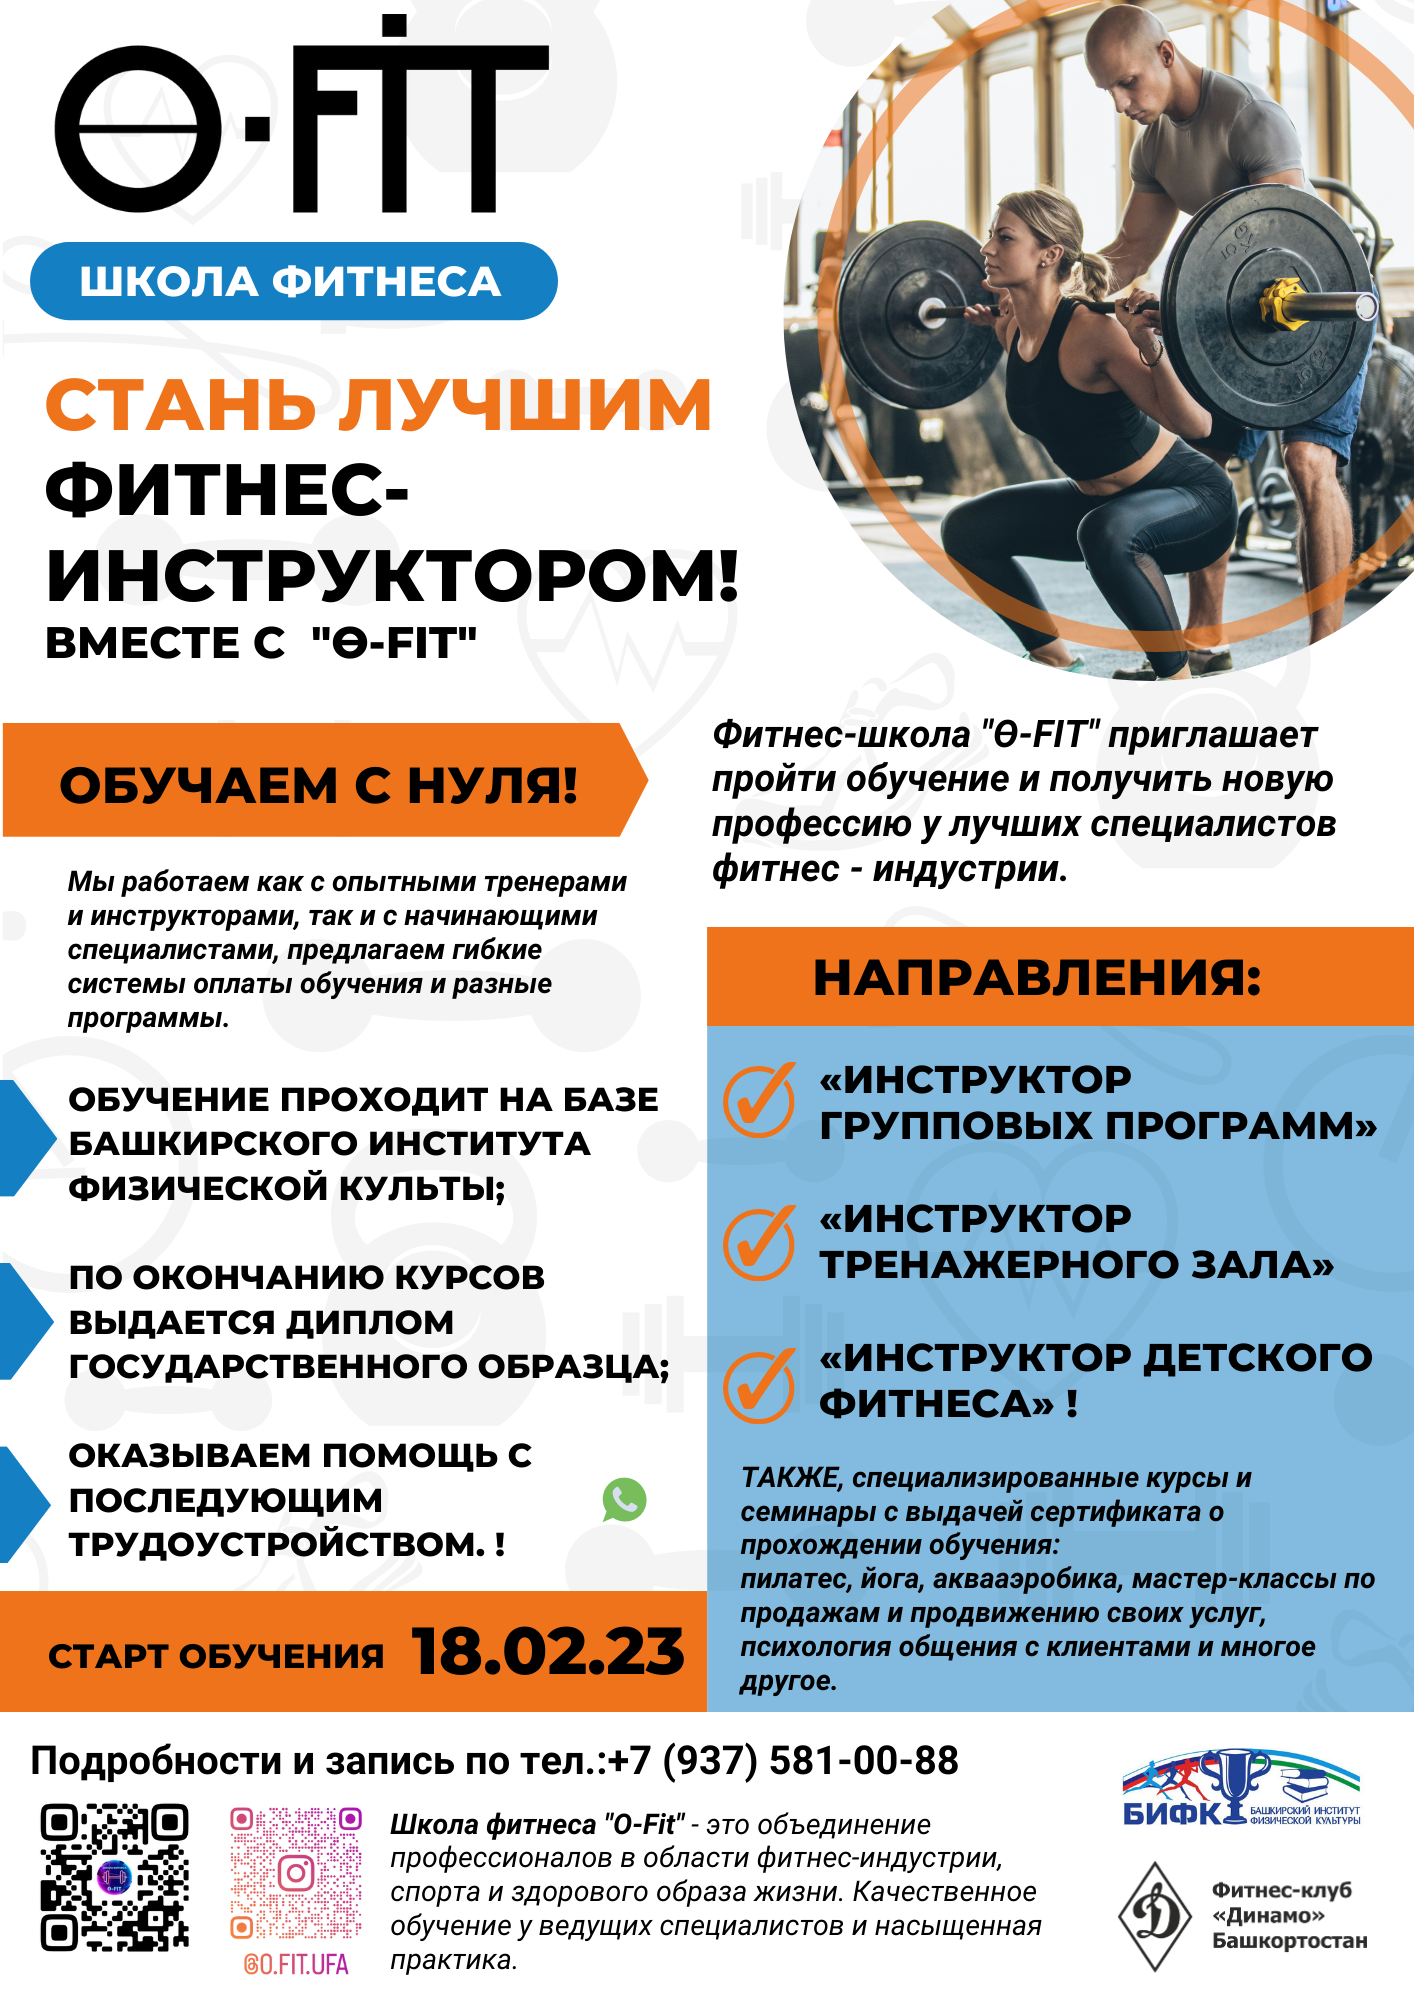 Ө-FIT
ШКОЛА ФИТНЕСА
СТАНЬ ЛУЧШИМ
ФИТНЕС-
ИНСТРУКТОРОМ!
ВМЕСТЕ С "Ө-FIT"
ОБУЧАЕМ С НУЛЯ!
Мы работаем как с опытными тренерами
и инструкторами, так и с начинающими
специалистами, предлагаем гибкие
системы оплаты обучения и разные
программы.
ОБУЧЕНИЕ ПРОХОДИТ НА БАЗЕ
БАШКИРСКОГО ИНСТИТУТА
ФИЗИЧЕСКОЙ КУЛЬТЫ;
ПО ОКОНЧАНИЮ КУРСОВ
ВЫДАЕТСЯ ДИПЛОМ
ГОСУДАРСТВЕННОГО ОБРАЗЦА;
ОКАЗЫВАЕМ ПОМОЩЬ С
ПОСЛЕДУЮЩИМ
ТРУДОУСТРОЙСТВОМ. !
СТАРТ ОБУЧЕНИЯ 18.02.23
Фитнес-школа "Ө-FIT" приглашает
пройти обучение и получить новую
профессию у лучших специалистов
фитнес - индустрии.
НАПРАВЛЕНИЯ:
«ИНСТРУКТОР
ГРУППОВЫХ ПРОГРАММ»
«ИНСТРУКТОР
ТРЕНАЖЕРНОГО ЗАЛА»
«ИНСТРУКТОР ДЕТСКОГО
ФИТНЕСА» !
ТАКЖЕ, специализированные курсы и
семинары с выдачей сертификата о
прохождении обучения:
пилатес, йога, аквааэробика, мастер-классы по
продажам и продвижению своих услуг,
психология общения с клиентами и многое
другое.
Подробности и запись по тел.:+7 (937) 581-00-88
@O.FIT.UFA
Школа фитнеса "O-Fit" - это объединение
профессионалов в области фитнес-индустрии,
спорта и здорового образа жизни. Качественное
обучение у ведущих специалистов и насыщенная
практика.
БИФК БАШКИРСКИЙ ИНСТИТУТ
ФИЗИЧЕСКОЙ КУЛЬТУРЫ
Д
Фитнес-клуб
«Динамо»
Башкортостан